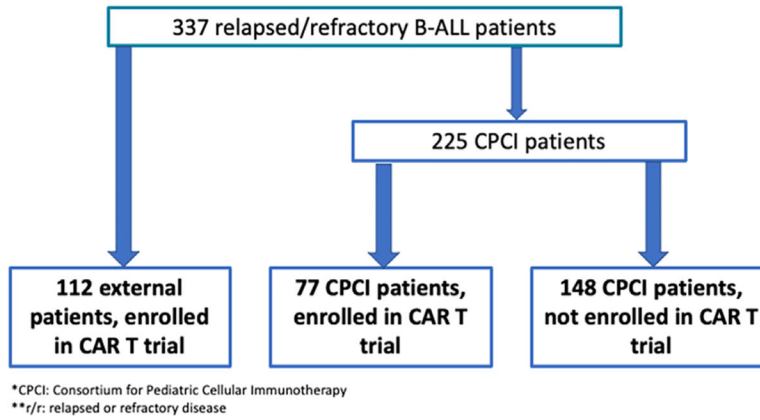 337 relapsed/refractory B-ALL patients
225 CPCI patients
112 external
patients, enrolled
in CAR T trial
77 CPCI patients,
enrolled in CAR T
trial
148 CPCI patients,
not enrolled in CAR T
trial
*CPCI: Consortium for Pediatric Cellular Immunotherapy
**r/r: relapsed or refractory disease